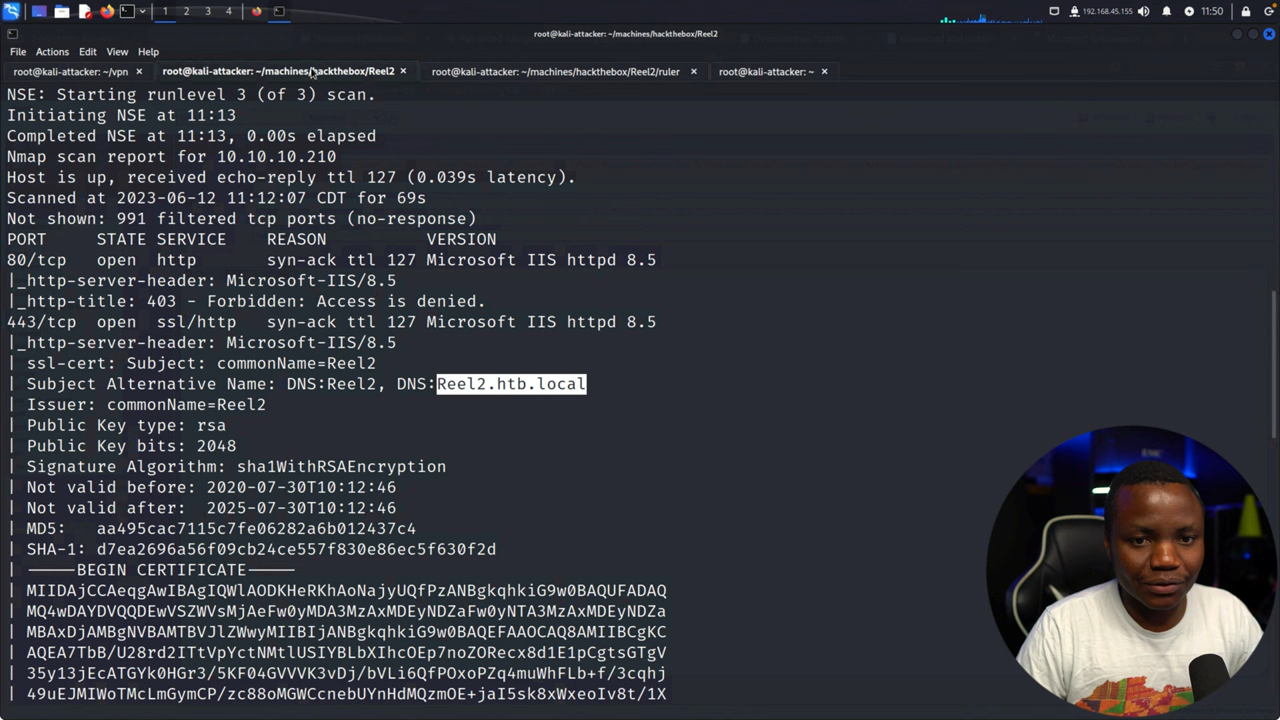 1 2 3 4 192.168.45.155 11:50
root@kali-attacker: ~/machines/hackthebox/Reel2
File Actions Edit View Help
root@kali-attacker: ~/vpn × root@kali-attacker: ~/machines/hackthebox/Reel2 × root@kali-attacker: ~/machines/hackthebox/Reel2/ruler × root@kali-attacker: ~ ×
NSE: Starting runlevel 3 (of 3) scan.
Initiating NSE at 11:13
Completed NSE at 11:13, 0.00s elapsed
Nmap scan report for 10.10.10.210
Host is up, received echo-reply ttl 127 (0.039s latency).
Scanned at 2023-06-12 11:12:07 CDT for 69s
Not shown: 991 filtered tcp ports (no-response)
PORT STATE SERVICE REASON VERSION
80/tcp open http syn-ack ttl 127 Microsoft IIS httpd 8.5
|_http-server-header: Microsoft-IIS/8.5
|_http-title: 403 - Forbidden: Access is denied.
443/tcp open ssl/http syn-ack ttl 127 Microsoft IIS httpd 8.5
|_http-server-header: Microsoft-IIS/8.5
| ssl-cert: Subject: commonName=Reel2
| Subject Alternative Name: DNS:Reel2, DNS:Reel2.htb.local
| Issuer: commonName=Reel2
| Public Key type: rsa
| Public Key bits: 2048
| Signature Algorithm: sha1WithRSAEncryption
| Not valid before: 2020-07-30T10:12:46
| Not valid after: 2025-07-30T10:12:46
| MD5: aa495cac7115c7fe06282a6b012437c4
| SHA-1: d7ea2696a56f09cb24ce557f830e86ec5f630f2d
| -----BEGIN CERTIFICATE-----
| MIIDAjCCAeqgAwIBAgIQWlAODKHeRKhAoNajyUQfPzANBgkqhkiG9w0BAQUFADAQ
| MQ4wDAYDVQQDEwVSZWVsMjAeFw0yMDA3MzAxMDEyNDZaFw0yNTA3MzAxMDEyNDZa
| MBAxDjAMBgNVBAMTBVJlZWwyMIIBIjANBgkqhkiG9w0BAQEFAAOCAQ8AMIIBCgKC
| AQEA7TbB/U28rd2ITtVpYctNMtlUSIYBLbXIhcOEp7noZORecx8d1E1pCgtsGTgV
| 35y13jEcATGYk0HGr3/5KF04GVVVK3vDj/bVLi6QfPOxoPZq4muWhFLb+f/3cqhj
| 49uEJMIWoTMcLmGymCP/zc88oMGWCcnebUYnHdMQzmOE+jaI5sk8xWxeoIv8t/1X